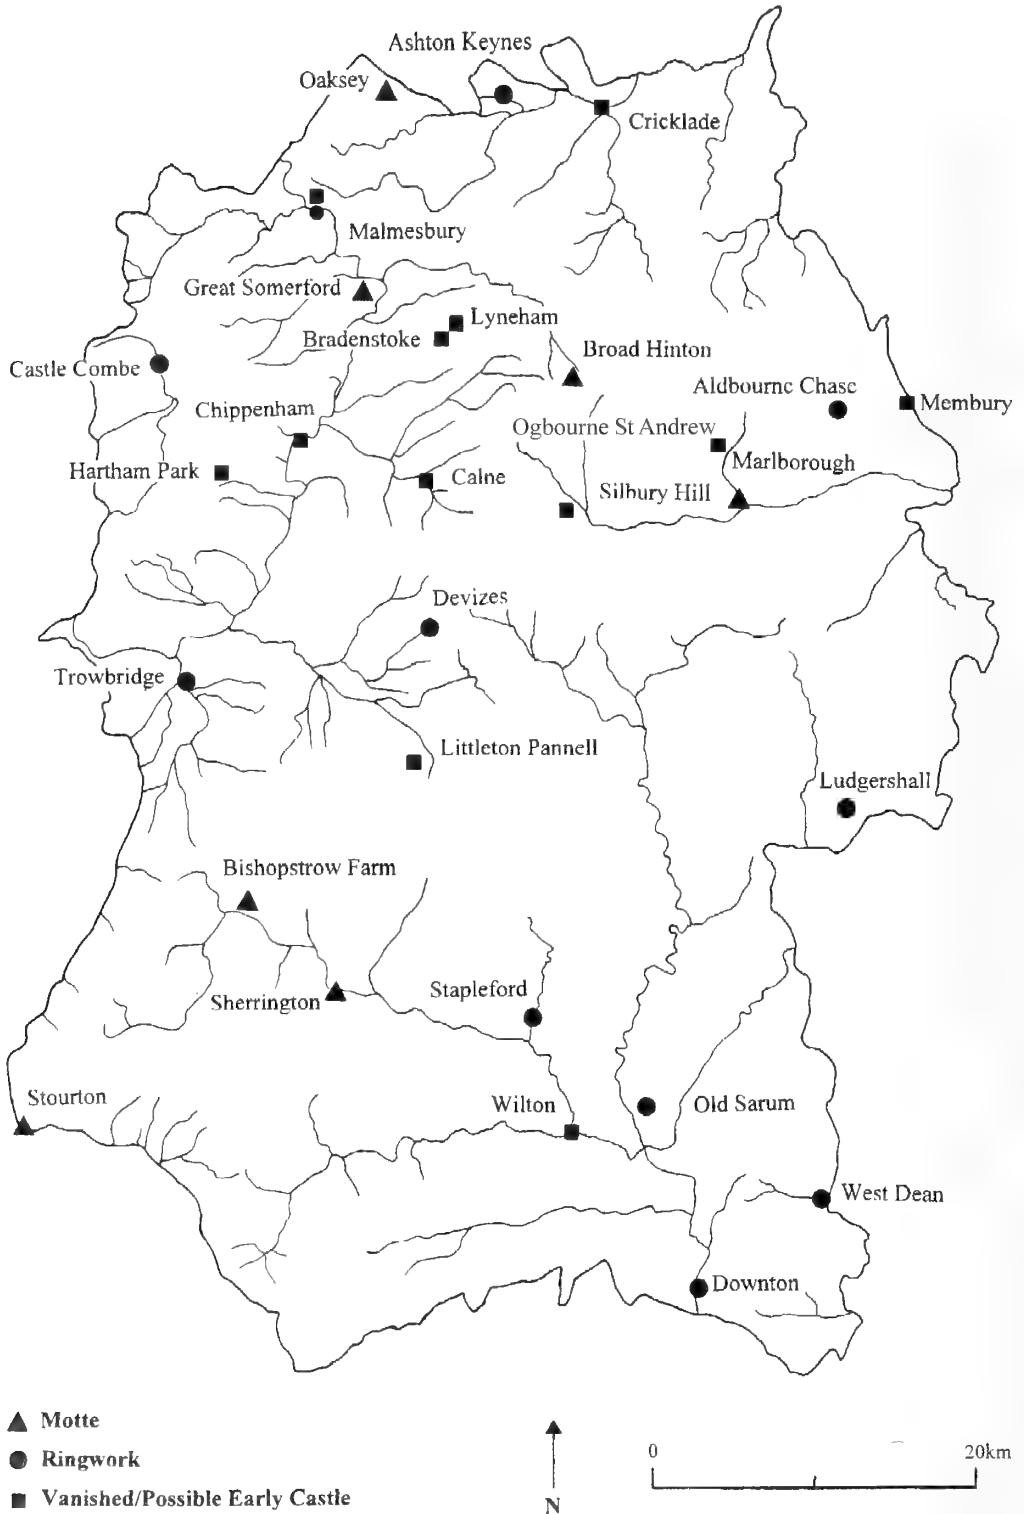 Ashton Keynes
Oaksey
Cricklade
Malmesbury
Great Somerford
Lyneham
Bradenstoke
Broad Hinton
Castle Combe
Aldbourne Chase
Membury
Chippenham
Ogbourne St Andrew
Marlborough
Hartham Park
Calne
Silbury Hill
Devizes
Trowbridge
Littleton Pannell
Ludgershall
Bishopstrow Farm
Stapleford
Sherrington
Stourton
Wilton
Old Sarum
West Dean
Downton
Motte
Ringwork
Vanished/Possible Early Castle
N
0 20km